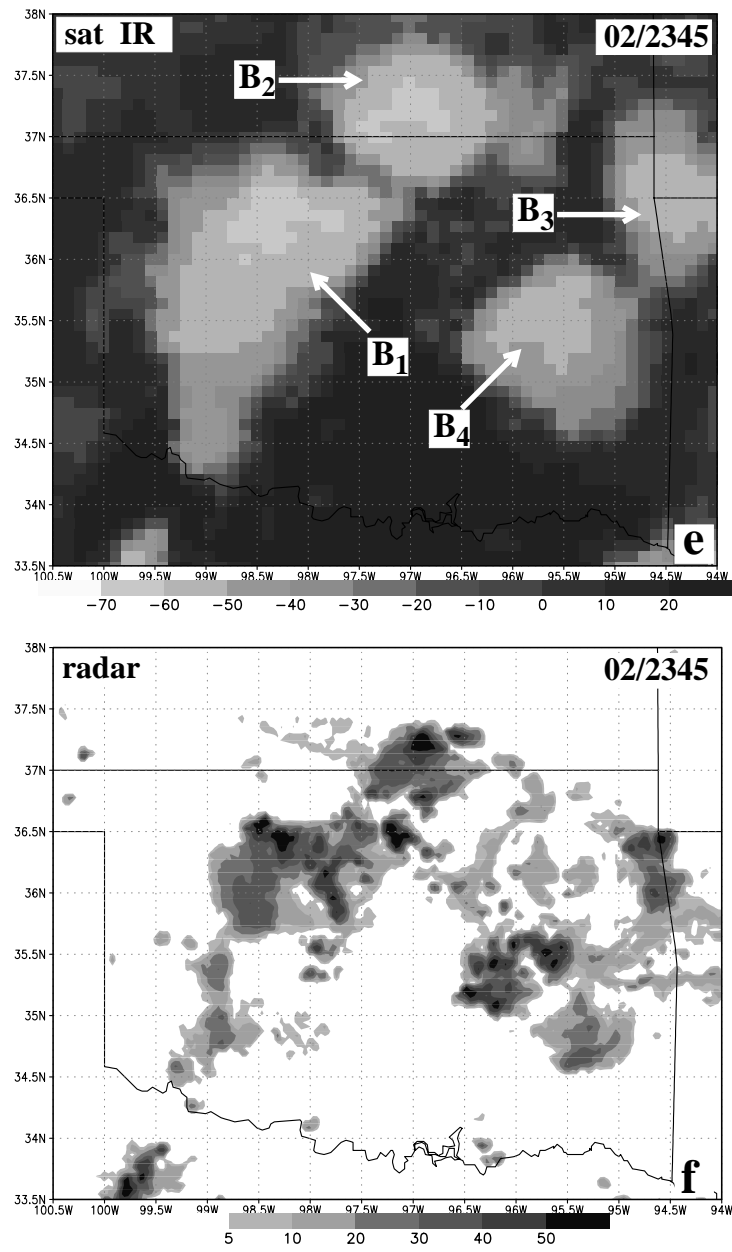 38N
sat IR
02/2345
37.5N
B2
37N
36.5N
B3
36N
35.5N
B1
35N
B4
34.5N
34N
e
33.5N
100.5W 100W 99.5W 99W 98.5W 98W 97.5W 97W 96.5W 96W 95.5W 95W 94.5W 94W
-70 -60 -50 -40 -30 -20 -10 0 10 20
38N
radar
02/2345
37.5N
37N
36.5N
36N
35.5N
35N
34.5N
34N
f
33.5N
100.5W 100W 99.5W 99W 98.5W 98W 97.5W 97W 96.5W 96W 95.5W 95W 94.5W 94W
5 10 20 30 40 50